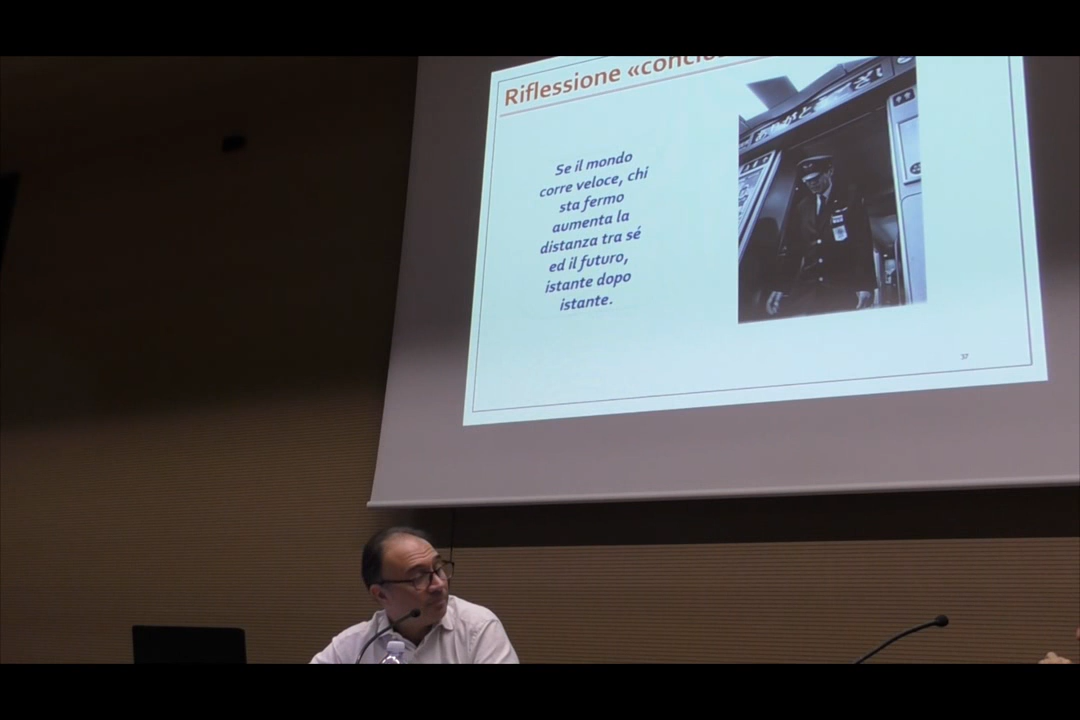 Riflessione
Se il mondo
corre veloce, chi
sta fermo
aumenta la
distanza tra sé
ed il futuro,
istante dopo
istante.
37